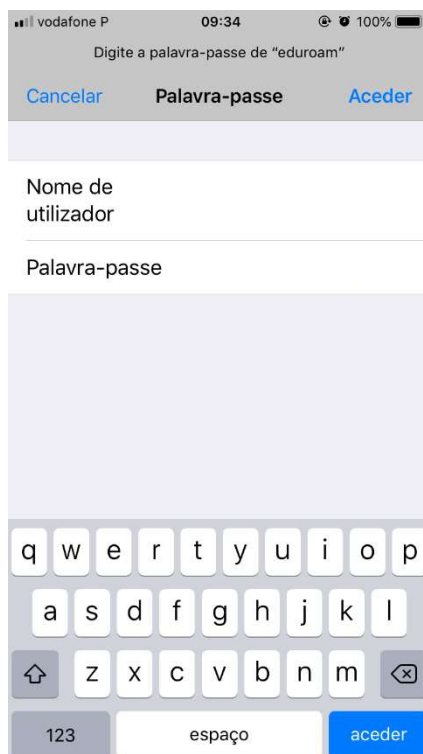 vodafone P 09:34 100%
Digite a palavra-passe de “eduroam”
Cancelar Palavra-passe Aceder
Nome de
utilizador
Palavra-passe
q w e r t y u i o p
a s d f g h j k l
z x c v b n m
123 espaço aceder